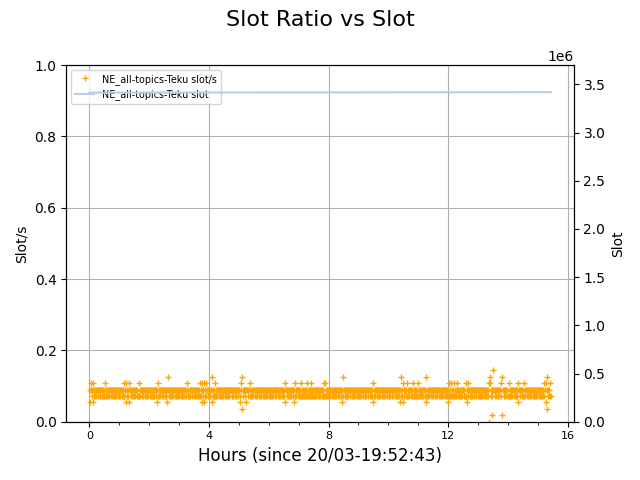 Slot Ratio vs Slot
1e6
NE_all-topics-Teku slot/s
NE_all-topics-Teku slot
1.0
0.8
0.6
0.4
0.2
0.0
Slot/s
3.5
3.0
2.5
2.0
1.5
1.0
0.5
0.0
Slot
0 4 8 12 16
Hours (since 20/03-19:52:43)